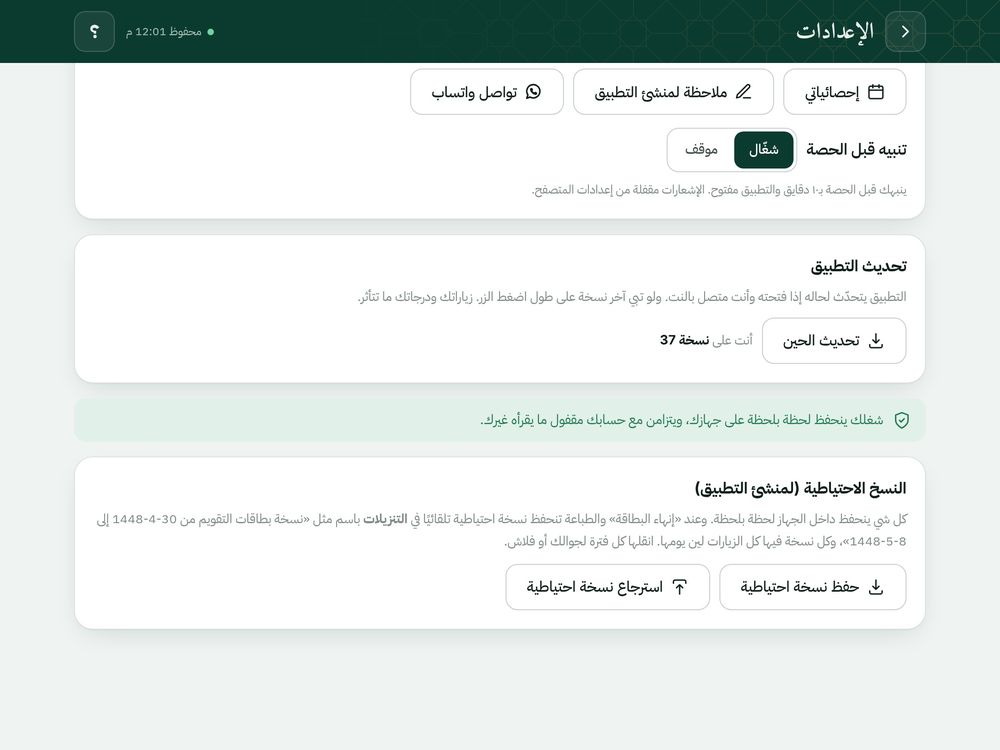 الإعدادات
محفوظ 12:01 م
؟
إحصائياتي
ملاحظة لمنشئ التطبيق
تواصل واتساب
تنبيه قبل الحصة
شغّال
موقف
ينبهك قبل الحصة بـ١٠ دقايق والتطبيق مفتوح. الإشعارات مقفلة من إعدادات المتصفح.
تحديث التطبيق
التطبيق يتحدّث لحاله إذا فتحته وأنت متصل بالنت. ولو تبي آخر نسخة على طول اضغط الزر. زياراتك ودرجاتك ما تتأثر.
تحديث الحين
أنت على نسخة 37
شغلك ينحفظ لحظة بلحظة على جهازك، ويتزامن مع حسابك مقفول ما يقرأه غيرك.
النسخ الاحتياطية (لمنشئ التطبيق)
كل شي ينحفظ داخل الجهاز لحظة بلحظة. وعند «إنهاء البطاقة» والطباعة تنحفظ نسخة احتياطية تلقائيًا في التنزيلات باسم مثل «نسخة بطاقات التقويم من 30-4-1448 إلى
8-5-1448»، وكل نسخة فيها كل الزيارات لين يومها. انقلها كل فترة لجوالك أو فلاش.
حفظ نسخة احتياطية
استرجاع نسخة احتياطية